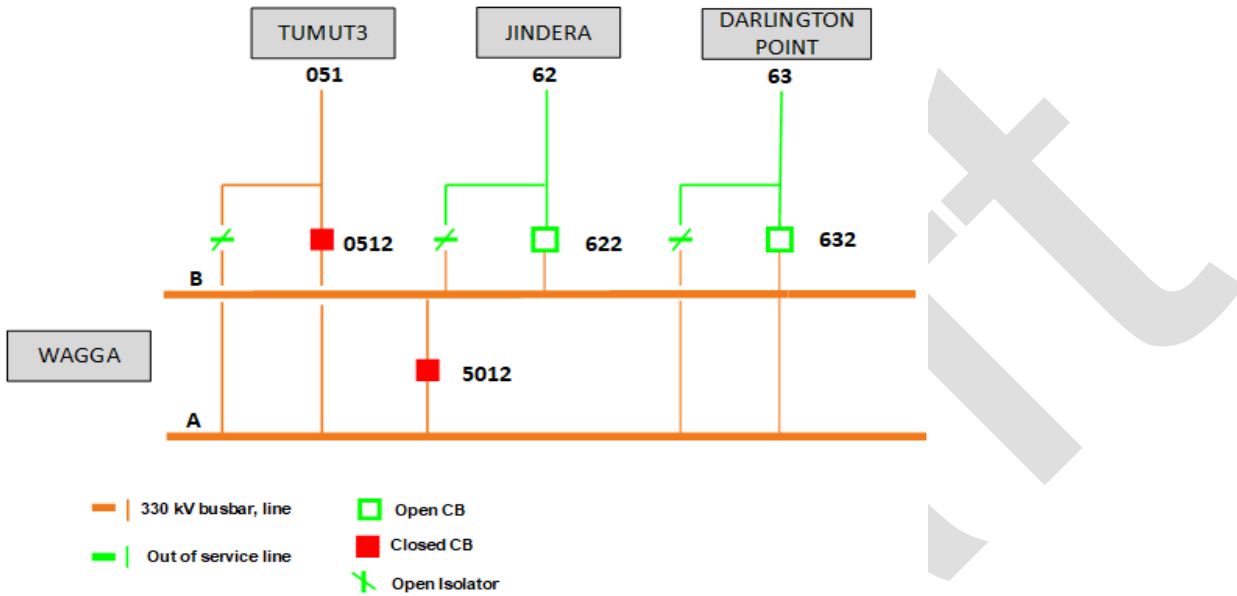 TUMUT3
JINDERA
DARLINGTON
POINT
051
62
63
0512
622
632
B
WAGGA
5012
A
330 kV busbar, line
Open CB
Out of service line
Closed CB
Open Isolator